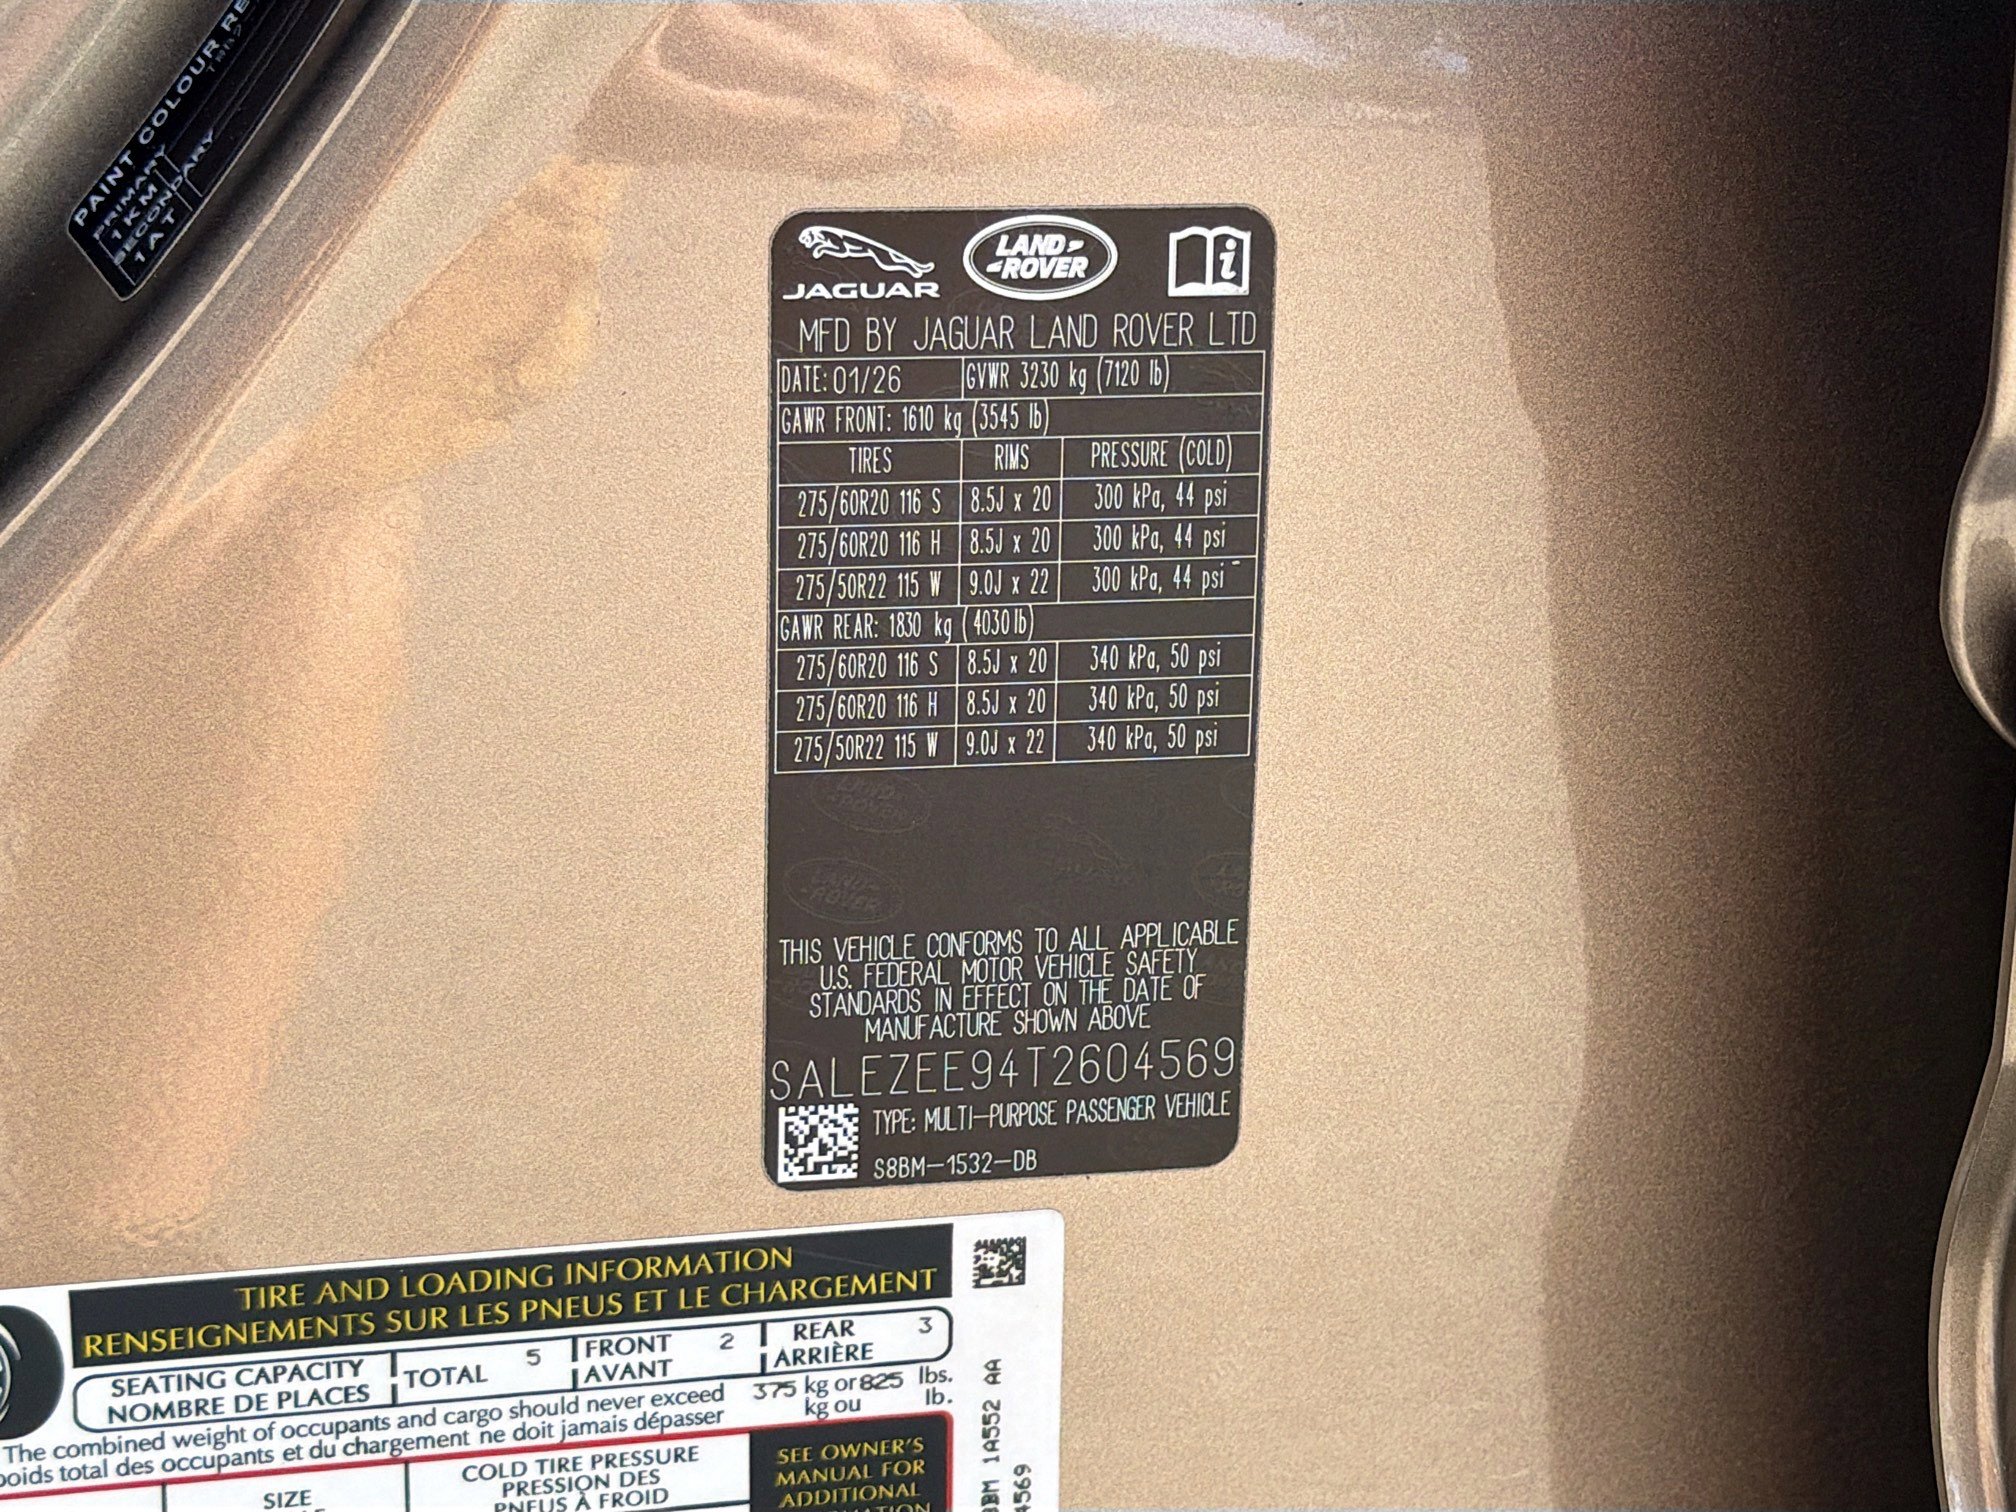 PAINT COLOUR RE
PRIMARY
1KM
SECONDARY
1AT
JAGUAR
LAND
ROVER
i
MFD BY JAGUAR LAND ROVER LTD
DATE: 01/26 GVWR 3230 kg (7120 lb)
GAWR FRONT: 1610 kg (3545 lb)
TIRES RIMS PRESSURE (COLD)
275/60R20 116 S 8.5J x 20 300 kPa, 44 psi
275/60R20 116 H 8.5J x 20 300 kPa, 44 psi
275/50R22 115 W 9.0J x 22 300 kPa, 44 psi
GAWR REAR: 1830 kg (4030 lb)
275/60R20 116 S 8.5J x 20 340 kPa, 50 psi
275/60R20 116 H 8.5J x 20 340 kPa, 50 psi
275/50R22 115 W 9.0J x 22 340 kPa, 50 psi
THIS VEHICLE CONFORMS TO ALL APPLICABLE
U.S. FEDERAL MOTOR VEHICLE SAFETY
STANDARDS IN EFFECT ON THE DATE OF
MANUFACTURE SHOWN ABOVE
SALEZEE94T2604569
TYPE: MULTI-PURPOSE PASSENGER VEHICLE
S8BM-1532-DB
TIRE AND LOADING INFORMATION
RENSEIGNEMENTS SUR LES PNEUS ET LE CHARGEMENT
SEATING CAPACITY
NOMBRE DE PLACES
TOTAL 5
FRONT 2
AVANT
REAR 3
ARRIÈRE
The combined weight of occupants and cargo should never exceed 375 kg or 825 lbs.
poids total des occupants et du chargement ne doit jamais dépasser kg ou lb.
SIZE
COLD TIRE PRESSURE
PRESSION DES
PNEUS À FROID
SEE OWNER'S
MANUAL FOR
ADDITIONAL
8BM 1A552 AA
4569